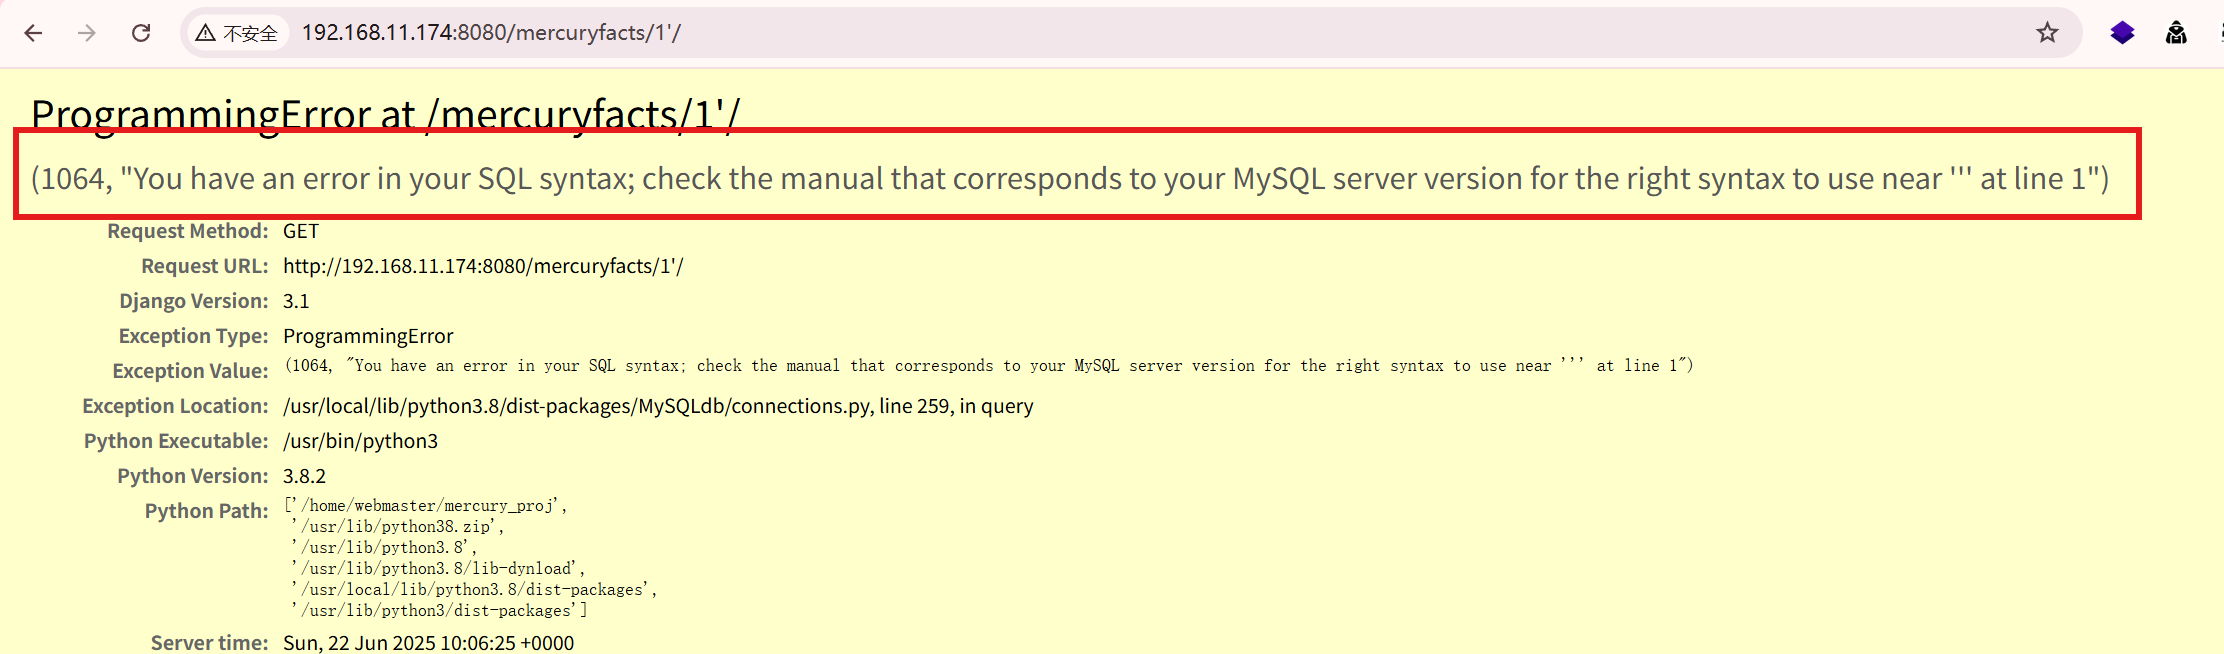 不安全 192.168.11.174:8080/mercuryfacts/1'/
ProgrammingError at /mercuryfacts/1'/
(1064, "You have an error in your SQL syntax; check the manual that corresponds to your MySQL server version for the right syntax to use near ''' at line 1")
Request Method: GET
Request URL: http://192.168.11.174:8080/mercuryfacts/1'/
Django Version: 3.1
Exception Type: ProgrammingError
Exception Value: (1064, "You have an error in your SQL syntax; check the manual that corresponds to your MySQL server version for the right syntax to use near ''' at line 1")
Exception Location: /usr/local/lib/python3.8/dist-packages/MySQLdb/connections.py, line 259, in query
Python Executable: /usr/bin/python3
Python Version: 3.8.2
Python Path: ['/home/webmaster/mercury_proj',
'/usr/lib/python38.zip',
'/usr/lib/python3.8',
'/usr/lib/python3.8/lib-dynload',
'/usr/local/lib/python3.8/dist-packages',
'/usr/lib/python3/dist-packages']
Server time: Sun, 22 Jun 2025 10:06:25 +0000